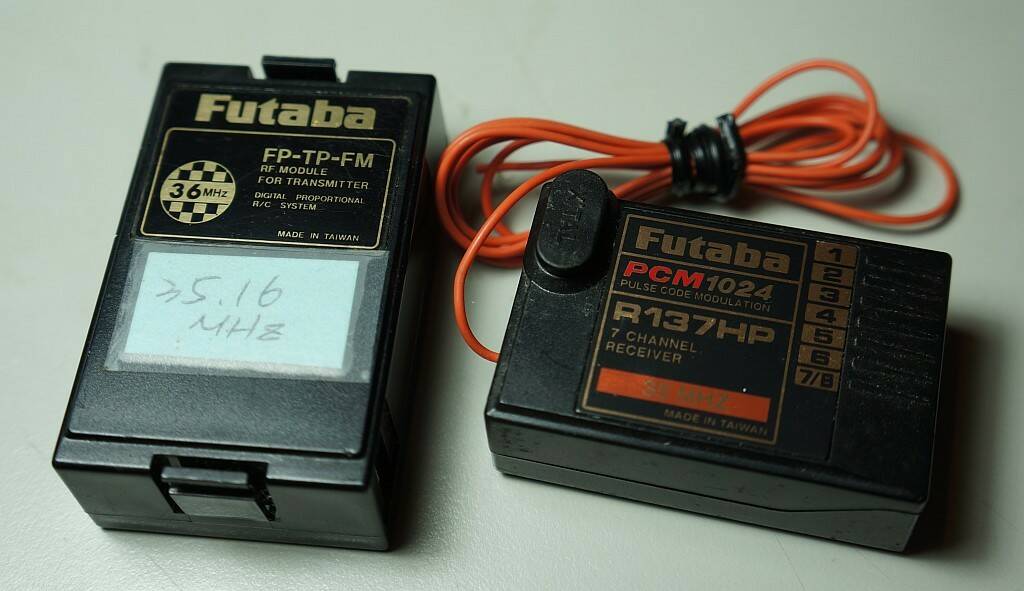 Futaba
FP-TP-FM
RF MODULE
FOR TRANSMITTER
36MHz
DIGITAL PROPORTIONAL
R/C SYSTEM
MADE IN TAIWAN
35.16
MHz
XTAL
Futaba
PCM1024
PULSE CODE MODULATION
R137HP
7 CHANNEL
RECEIVER
MHZ
MADE IN TAIWAN
1
2
3
4
5
6
7/8